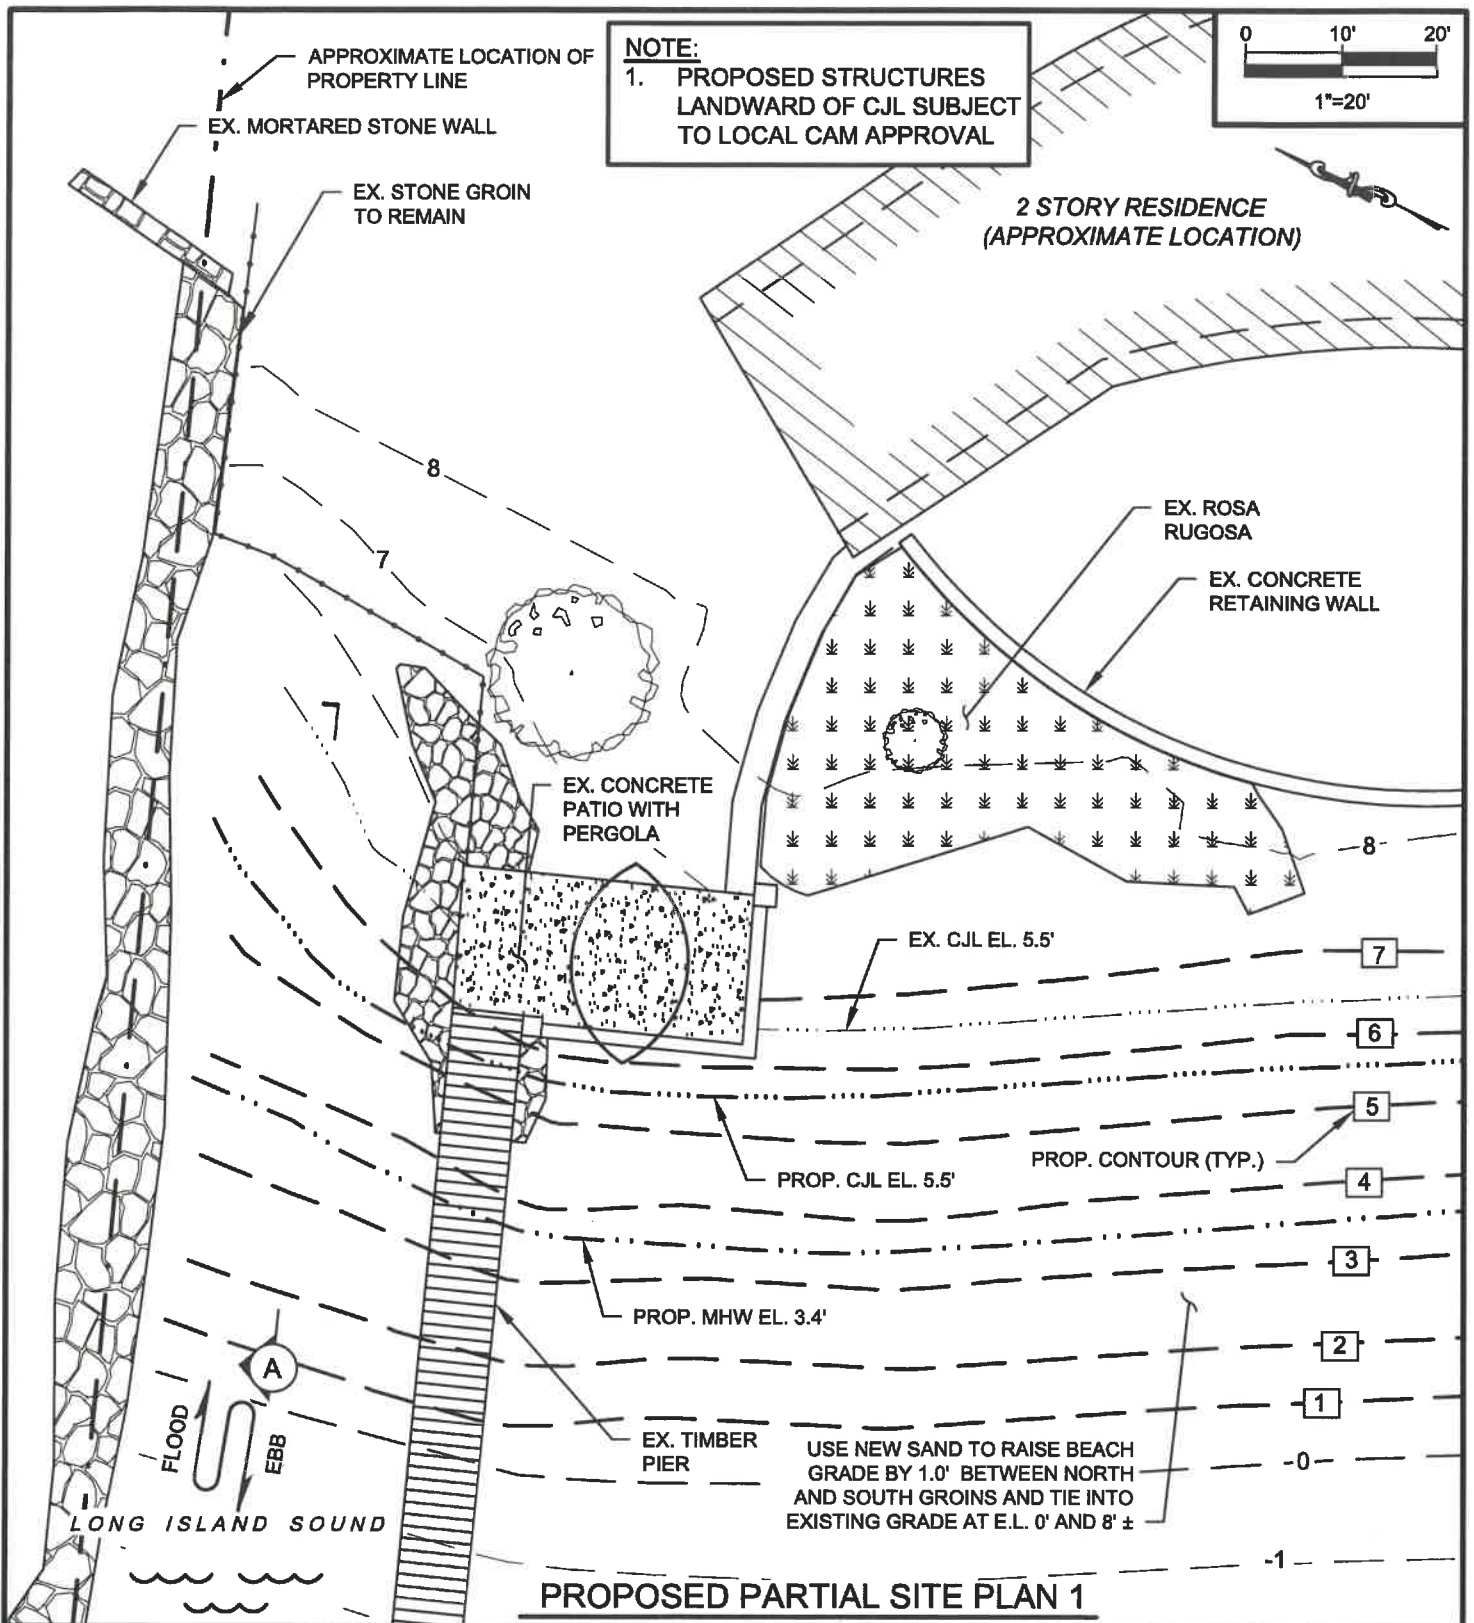 APPROXIMATE LOCATION OF
PROPERTY LINE
EX. MORTARED STONE WALL
EX. STONE GROIN
TO REMAIN
NOTE:
1. PROPOSED STRUCTURES
LANDWARD OF CJL SUBJECT
TO LOCAL CAM APPROVAL
0 10' 20'
1"=20'
2 STORY RESIDENCE
(APPROXIMATE LOCATION)
8
7
7
EX. ROSA
RUGOSA
EX. CONCRETE
RETAINING WALL
EX. CONCRETE
PATIO WITH
PERGOLA
8
EX. CJL EL. 5.5'
7
6
5
PROP. CONTOUR (TYP.)
PROP. CJL EL. 5.5'
4
3
PROP. MHW EL. 3.4'
2
A
1
FLOOD
EBB
EX. TIMBER
PIER
USE NEW SAND TO RAISE BEACH
GRADE BY 1.0' BETWEEN NORTH
AND SOUTH GROINS AND TIE INTO
EXISTING GRADE AT E.L. 0' AND 8' ±
-0
LONG ISLAND SOUND
-1
PROPOSED PARTIAL SITE PLAN 1